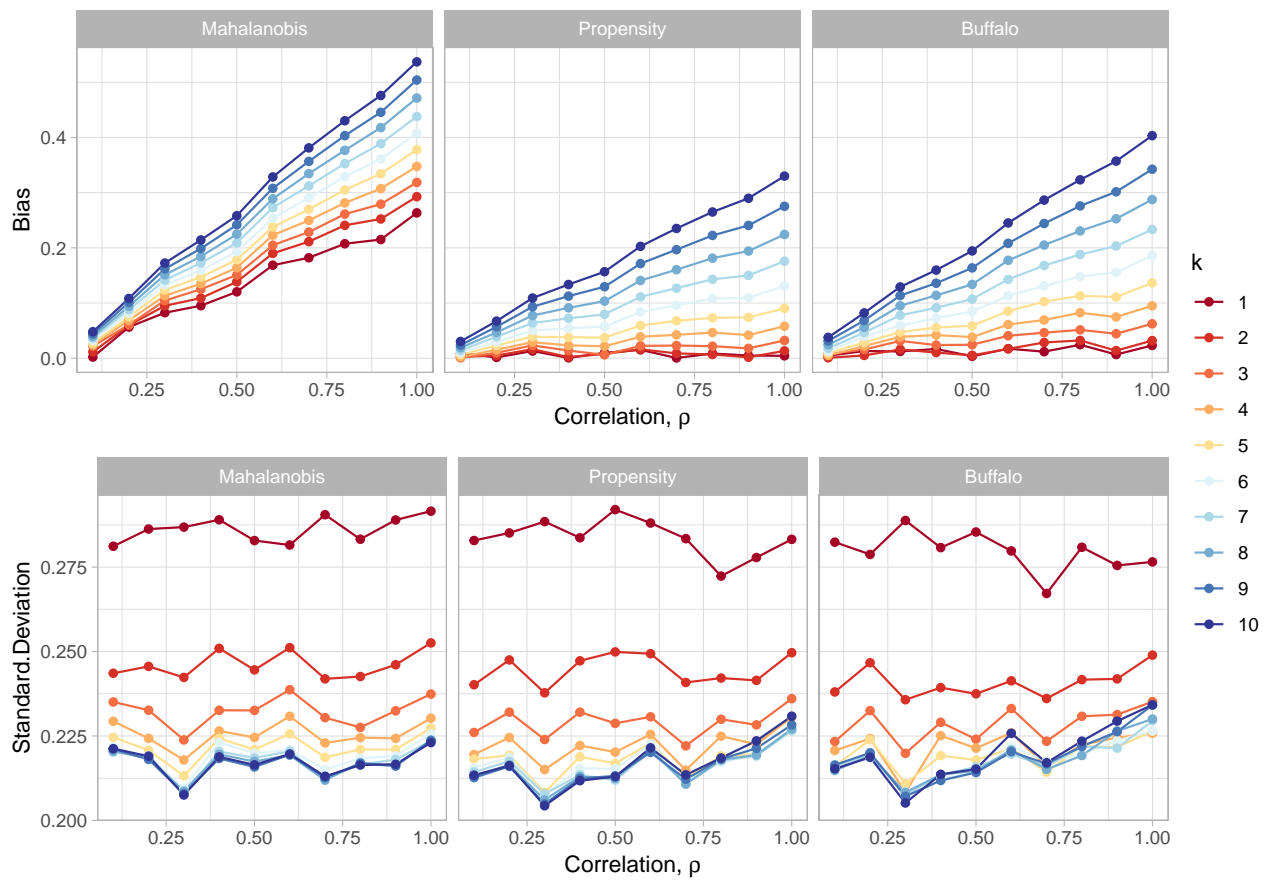 Mahalanobis Propensity Buffalo
Bias
0.4
0.2
0.0
0.25 0.50 0.75 1.00 0.25 0.50 0.75 1.00 0.25 0.50 0.75 1.00
Correlation, ρ
Mahalanobis Propensity Buffalo
Standard.Deviation
0.275
0.250
0.225
0.200
0.25 0.50 0.75 1.00 0.25 0.50 0.75 1.00 0.25 0.50 0.75 1.00
Correlation, ρ
k
1
2
3
4
5
6
7
8
9
10